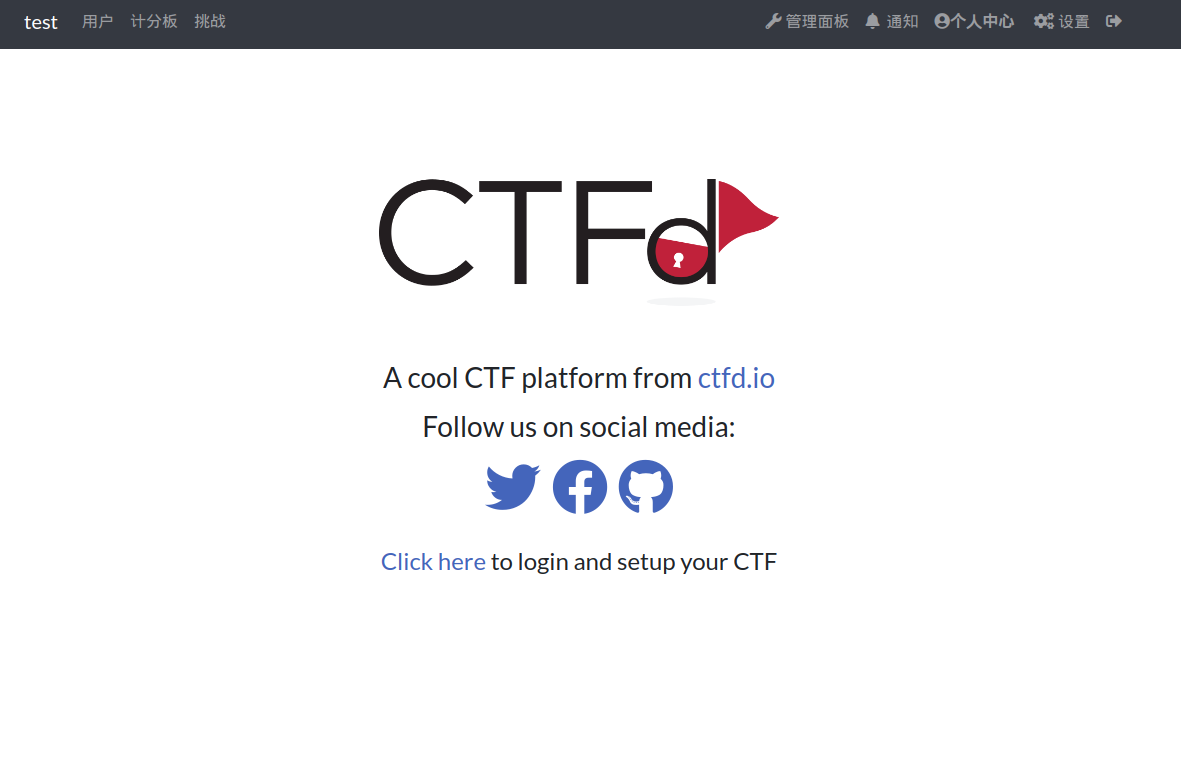 test 用户 计分板 挑战 管理面板 通知 个人中心 设置
CTFd
A cool CTF platform from ctfd.io
Follow us on social media:
Click here to login and setup your CTF